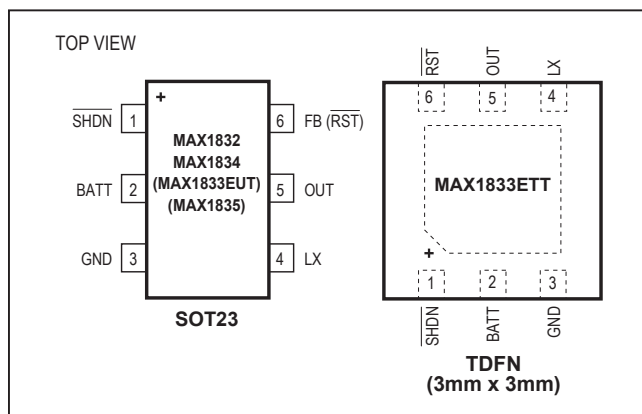 TOP VIEW
+
SHDN 1
BATT 2
GND 3
MAX1832
MAX1834
(MAX1833EUT)
(MAX1835)
6 FB (RST)
5 OUT
4 LX
SOT23
RST OUT LX
6 5 4
MAX1833ETT
+
1 2 3
SHDN BATT GND
TDFN
(3mm x 3mm)